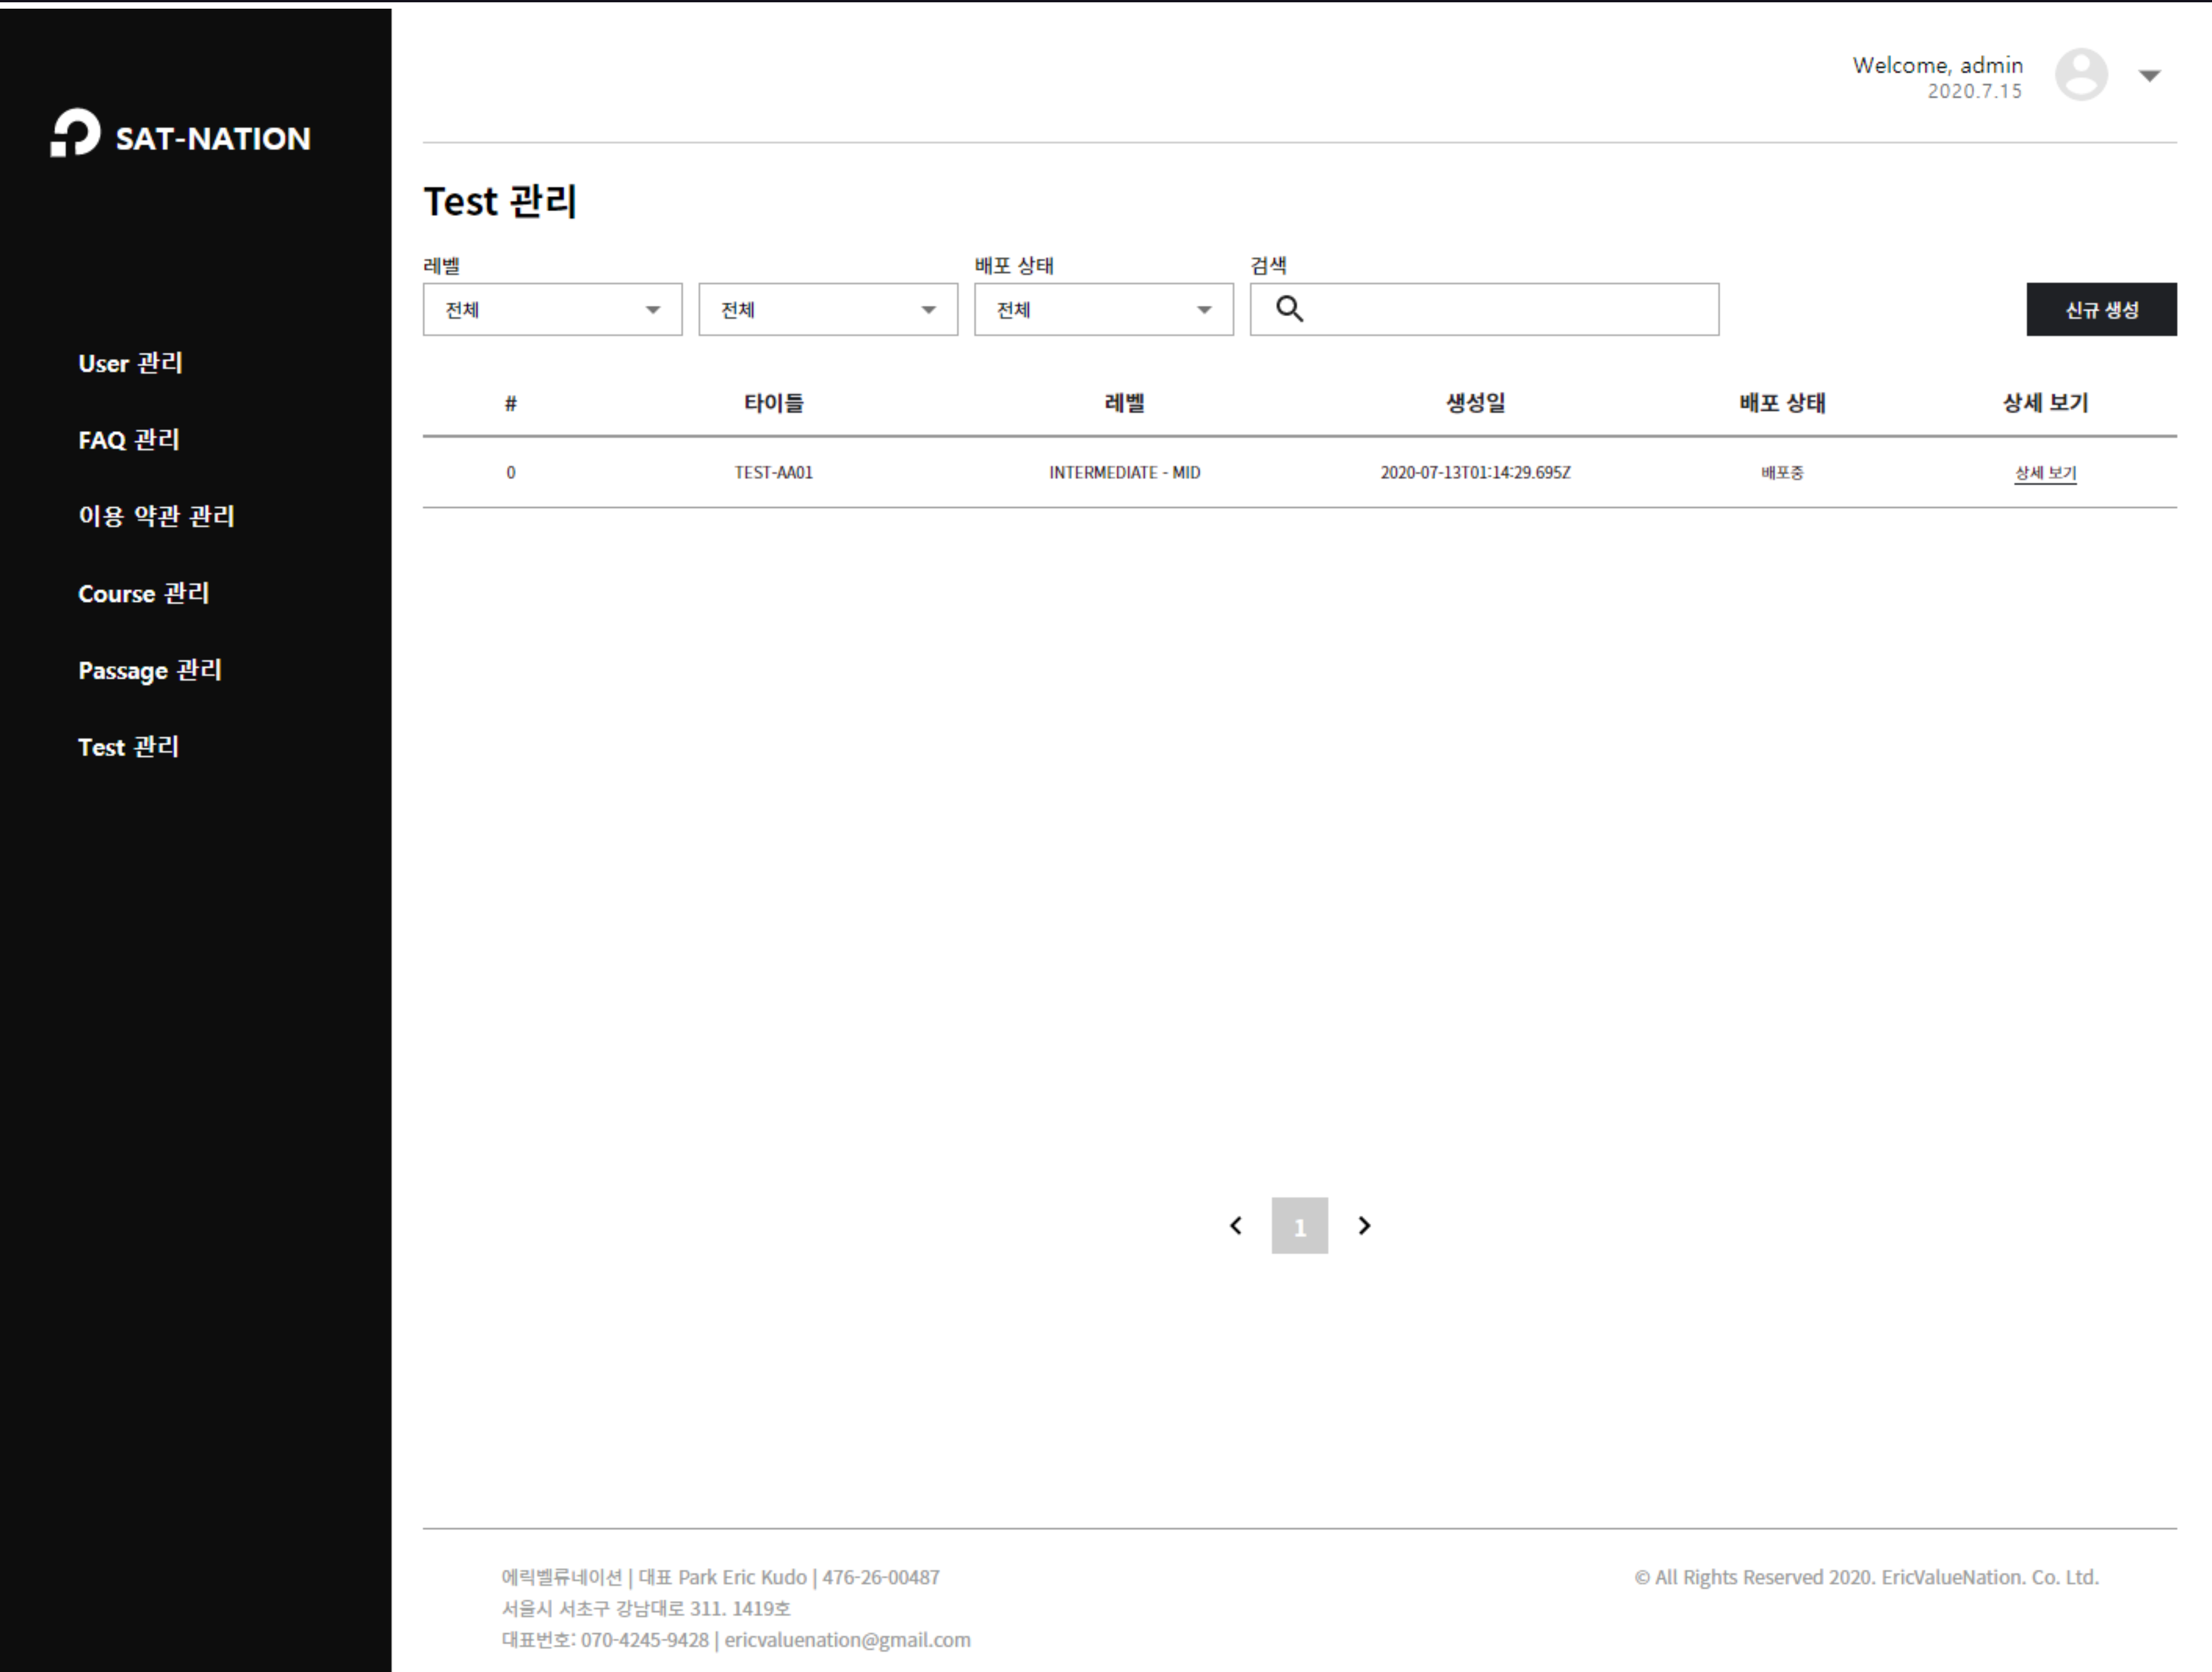 SAT-NATION
User 관리
FAQ 관리
이용 약관 관리
Course 관리
Passage 관리
Test 관리
Welcome, admin
2020.7.15
Test 관리
레벨 배포 상태 검색
전체 전체 전체 신규 생성
# 타이들 레벨 생성일 배포 상태 상세 보기
0 TEST-AA01 INTERMEDIATE - MID 2020-07-13T01:14:29.695Z 배포중 상세 보기
1
에릭벨류네이션 | 대표 Park Eric Kudo | 476-26-00487
서울시 서초구 강남대로 311. 1419호
대표번호: 070-4245-9428 | ericvaluenation@gmail.com
© All Rights Reserved 2020. EricValueNation. Co. Ltd.